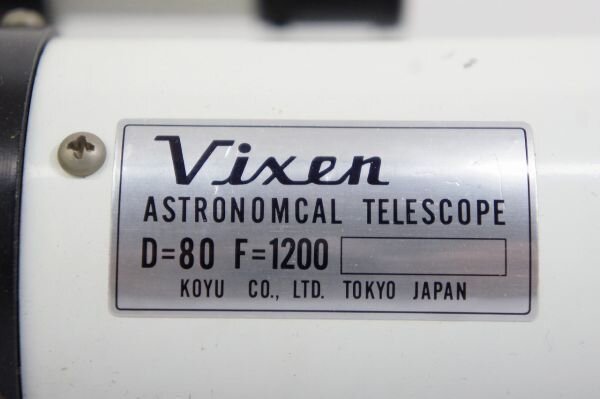 Vixen
ASTRONOMCAL TELESCOPE
D=80 F=1200
KOYU CO., LTD. TOKYO JAPAN